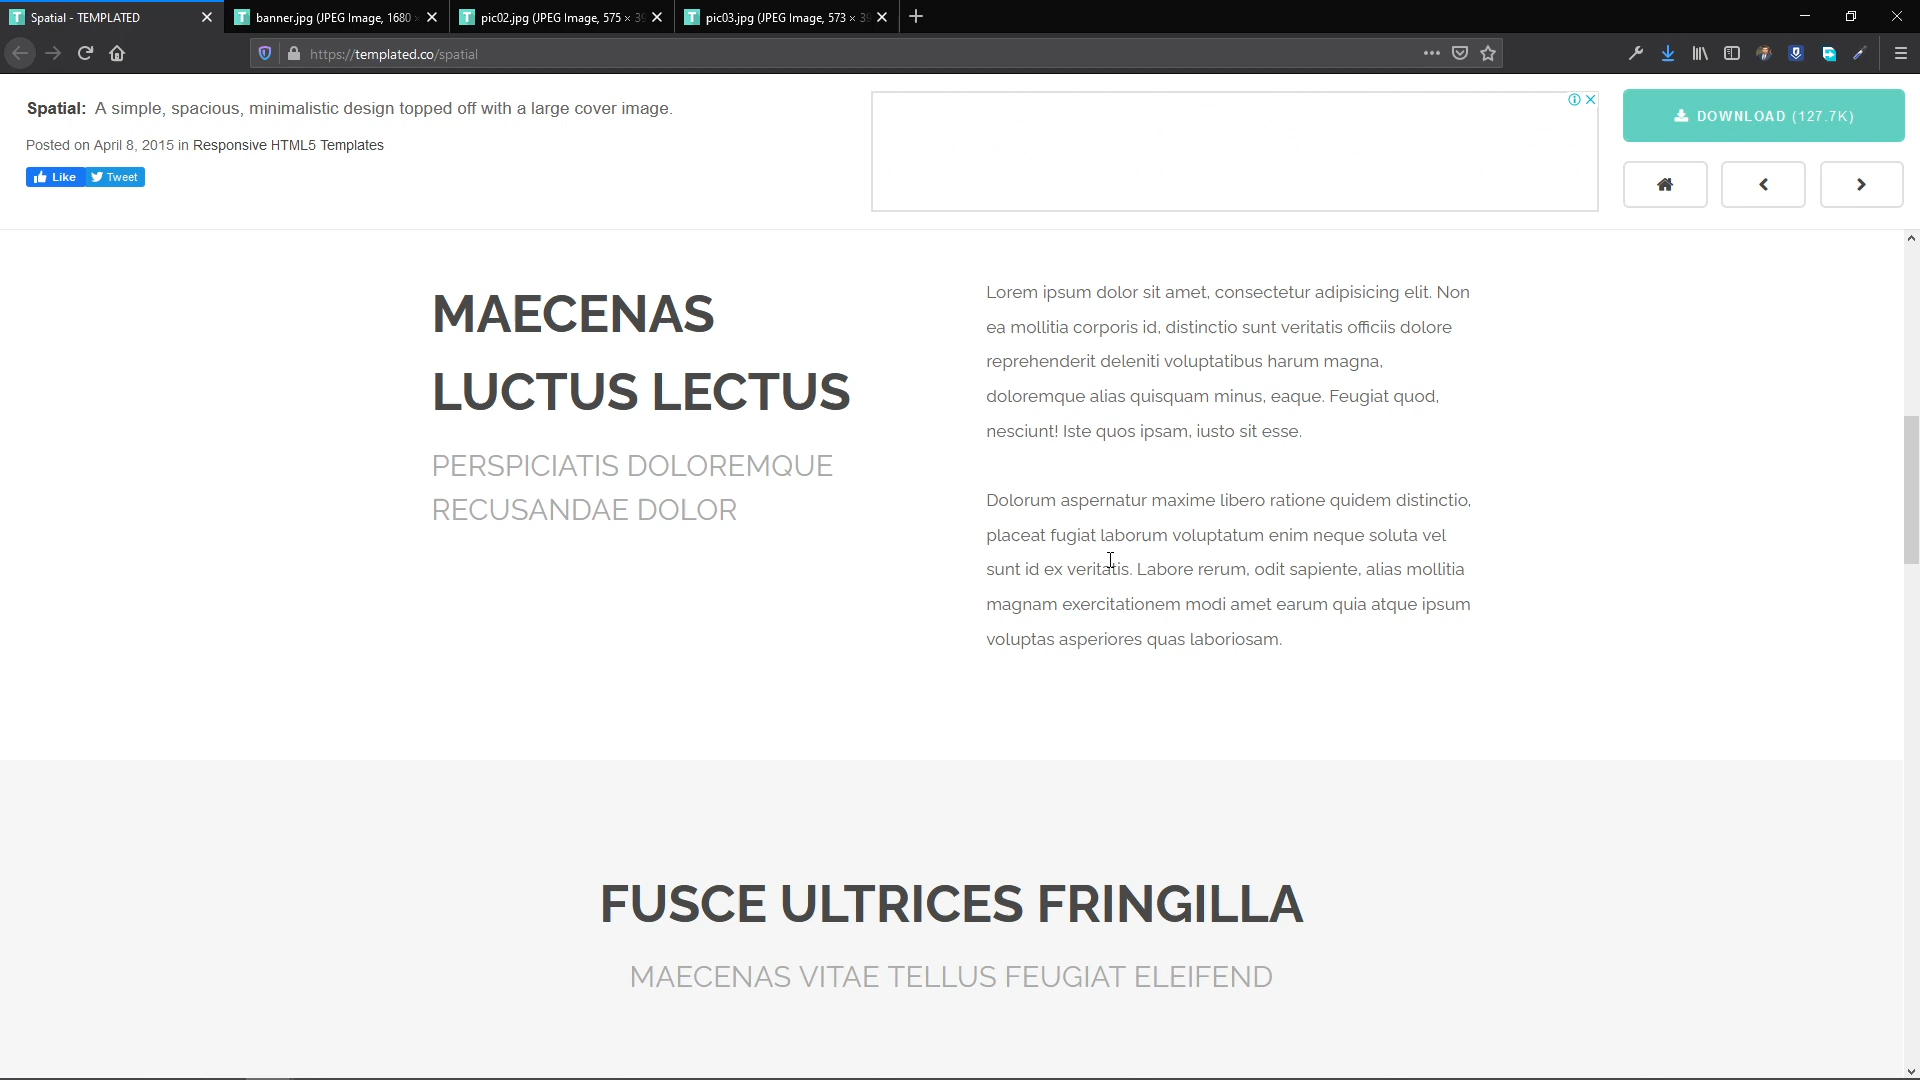 Spatial - TEMPLATED
banner.jpg (JPEG Image, 1680
pic02.jpg (JPEG Image, 575 × 39
pic03.jpg (JPEG Image, 573 × 39
https://templated.co/spatial
Spatial: A simple, spacious, minimalistic design topped off with a large cover image.
Posted on April 8, 2015 in Responsive HTML5 Templates
Like
Tweet
DOWNLOAD (127.7K)
MAECENAS
LUCTUS LECTUS
PERSPICIATIS DOLOREMQUE
RECUSANDAE DOLOR
Lorem ipsum dolor sit amet, consectetur adipisicing elit. Non
ea mollitia corporis id, distinctio sunt veritatis officiis dolore
reprehenderit deleniti voluptatibus harum magna,
doloremque alias quisquam minus, eaque. Feugiat quod,
nesciunt! Iste quos ipsam, iusto sit esse.
Dolorum aspernatur maxime libero ratione quidem distinctio,
placeat fugiat laborum voluptatum enim neque soluta vel
sunt id ex veritatis. Labore rerum, odit sapiente, alias mollitia
magnam exercitationem modi amet earum quia atque ipsum
voluptas asperiores quas laboriosam.
FUSCE ULTRICES FRINGILLA
MAECENAS VITAE TELLUS FEUGIAT ELEIFEND